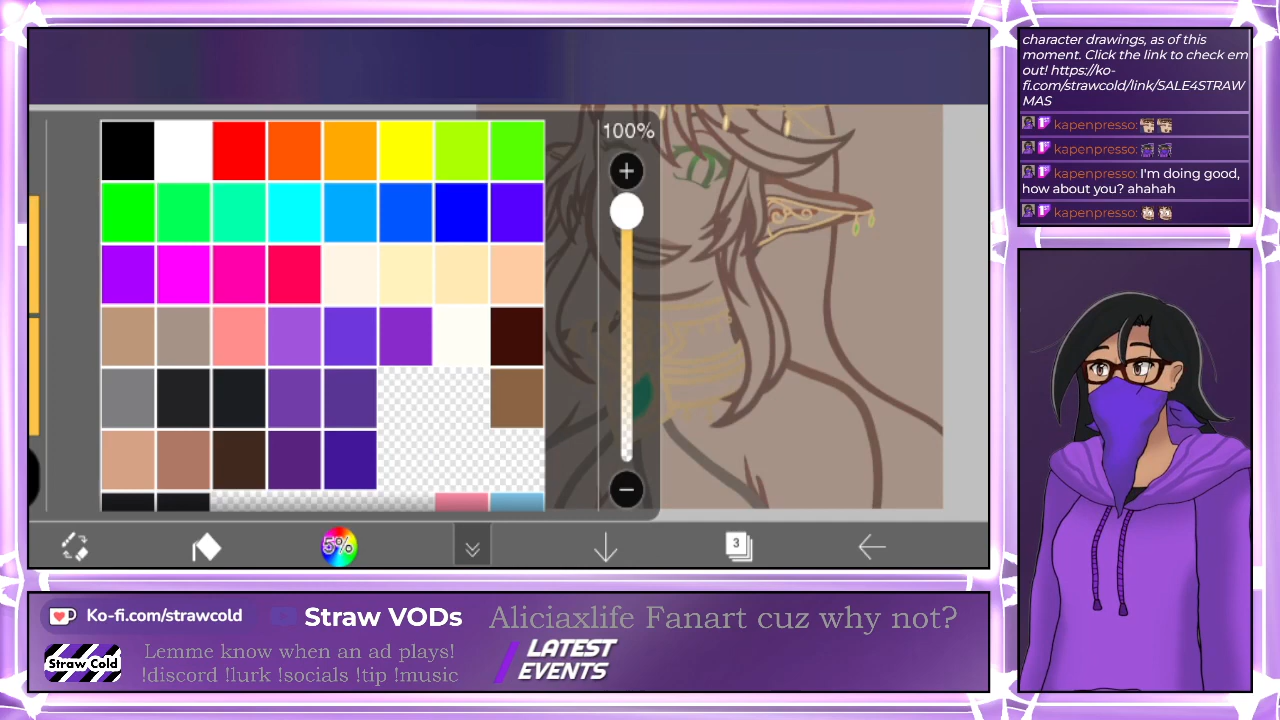 100%
5%
3
character drawings, as of this
moment. Click the link to check em
out! https://ko-
fi.com/strawcold/link/SALE4STRAW
MAS
kapenpresso:
kapenpresso:
kapenpresso: I'm doing good,
how about you? ahahah
kapenpresso:
Ko-fi.com/strawcold
Straw VODs
Aliciaxlife Fanart cuz why not?
Straw Cold
Lemme know when an ad plays!
!discord !lurk !socials !tip !music
LATEST
EVENTS